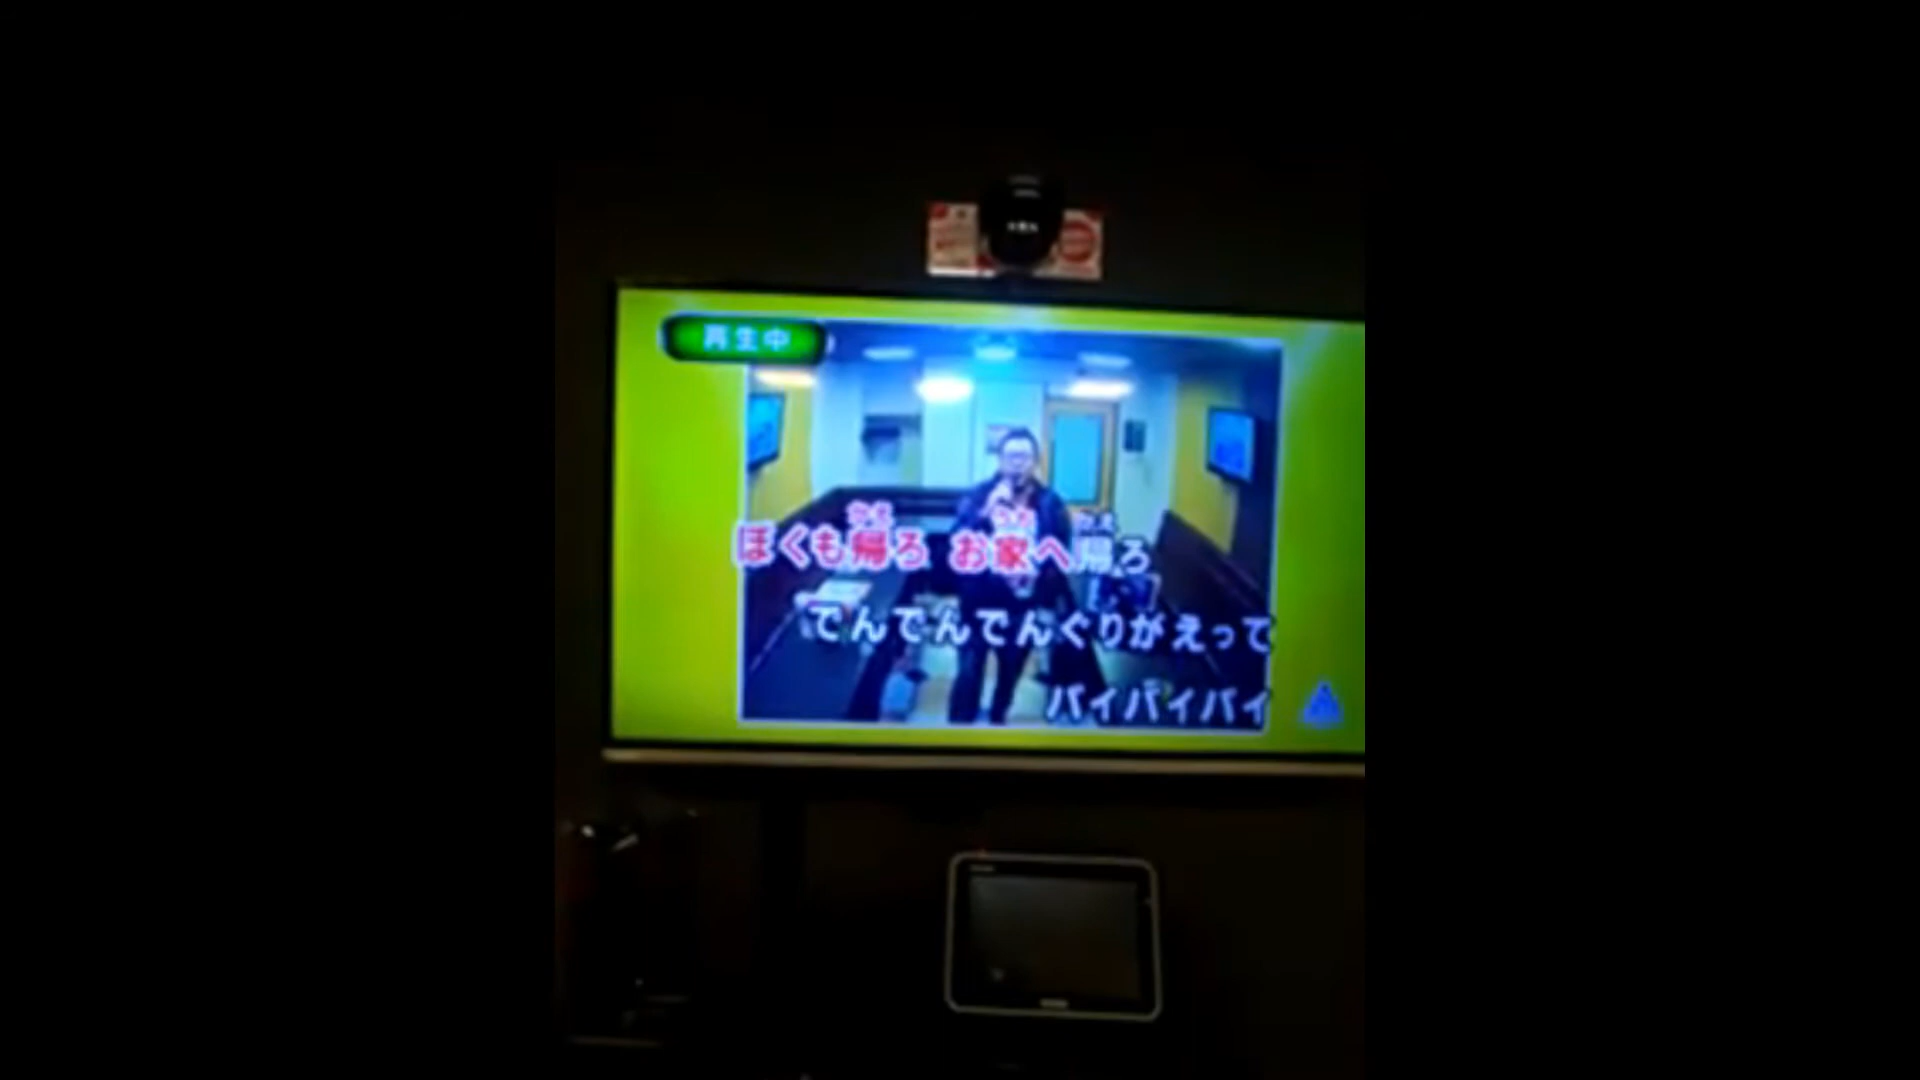 再生中
ぼくも帰ろ お家へ帰ろ
でんでんでんぐりがえって
バイバイバイ